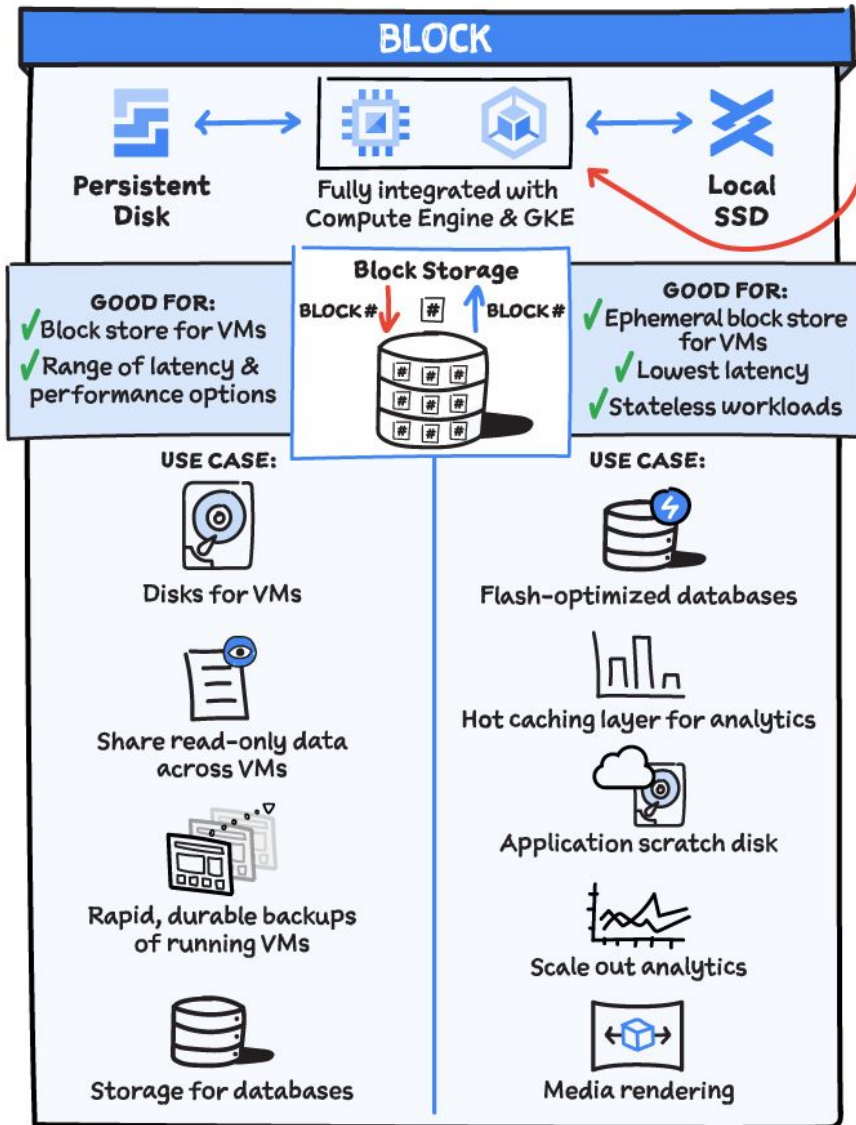 BLOCK
Persistent
Disk
Fully integrated with
Compute Engine & GKE
Local
SSD
GOOD FOR:
Block store for VMs
Range of latency &
performance options
Block Storage
BLOCK#
#
BLOCK#
# # #
# # #
# # #
GOOD FOR:
Ephemeral block store
for VMs
Lowest latency
Stateless workloads
USE CASE:
Disks for VMs
Share read-only data
across VMs
Rapid, durable backups
of running VMs
Storage for databases
USE CASE:
Flash-optimized databases
Hot caching layer for analytics
Application scratch disk
Scale out analytics
Media rendering